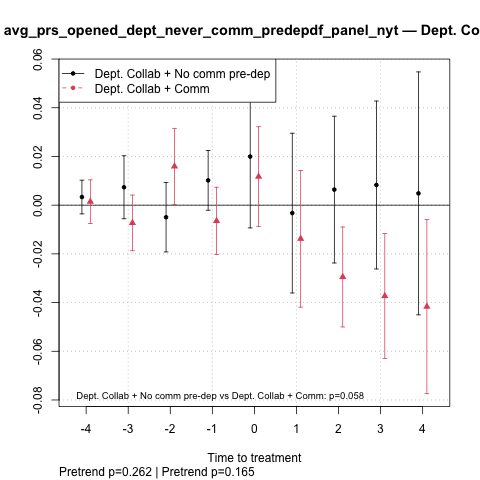 avg_prs_opened_dept_never_comm_predepdf_panel_nyt — Dept. Co
Dept. Collab + No comm pre-dep
Dept. Collab + Comm
0.06
0.04
0.02
0.00
-0.02
-0.04
-0.06
-0.08
Dept. Collab + No comm pre-dep vs Dept. Collab + Comm: p=0.058
-4 -3 -2 -1 0 1 2 3 4
Time to treatment
Pretrend p=0.262 | Pretrend p=0.165